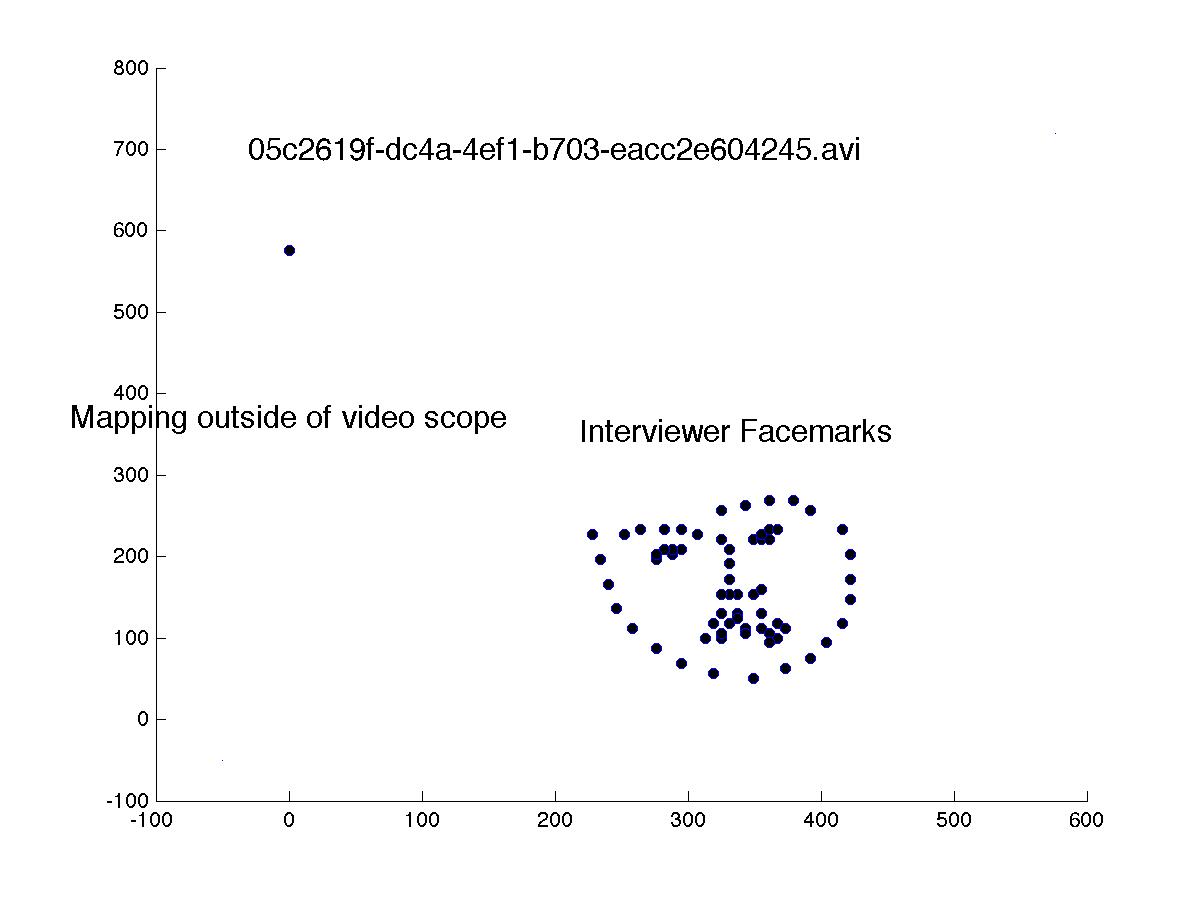 800
700
05c2619f-dc4a-4ef1-b703-eacc2e604245.avi
600
500
400
Mapping outside of video scope
Interviewer Facemarks
300
200
100
0
-100
-100 0 100 200 300 400 500 600